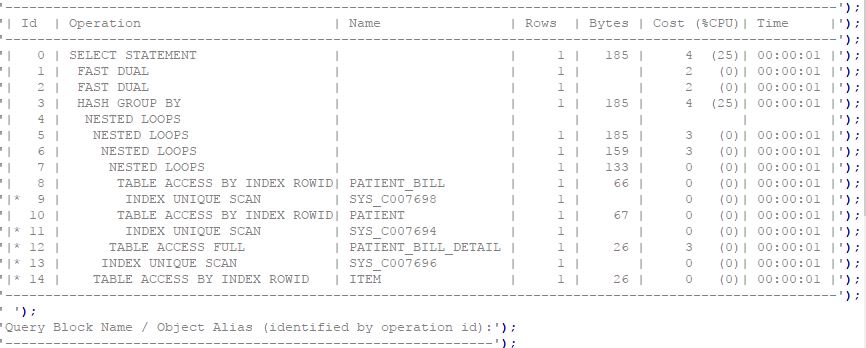 '-----------------------------------------------------------------------------------------------------------');
'| Id  | Operation                        | Name                | Rows  | Bytes | Cost (%CPU)| Time     |');
'-----------------------------------------------------------------------------------------------------------');
'|   0 | SELECT STATEMENT                 |                     |     1 |   185 |     4  (25)| 00:00:01 |');
'|   1 |  FAST DUAL                       |                     |     1 |       |     2   (0)| 00:00:01 |');
'|   2 |  FAST DUAL                       |                     |     1 |       |     2   (0)| 00:00:01 |');
'|   3 |  HASH GROUP BY                   |                     |     1 |   185 |     4  (25)| 00:00:01 |');
'|   4 |   NESTED LOOPS                   |                     |       |       |            |          |');
'|   5 |    NESTED LOOPS                  |                     |     1 |   185 |     3   (0)| 00:00:01 |');
'|   6 |     NESTED LOOPS                 |                     |     1 |   159 |     3   (0)| 00:00:01 |');
'|   7 |      NESTED LOOPS                |                     |     1 |   133 |     0   (0)| 00:00:01 |');
'|   8 |       TABLE ACCESS BY INDEX ROWID| PATIENT_BILL        |     1 |    66 |     0   (0)| 00:00:01 |');
'|*  9 |        INDEX UNIQUE SCAN         | SYS_C007698         |     1 |       |     0   (0)| 00:00:01 |');
'|  10 |       TABLE ACCESS BY INDEX ROWID| PATIENT             |     1 |    67 |     0   (0)| 00:00:01 |');
'|* 11 |        INDEX UNIQUE SCAN         | SYS_C007694         |     1 |       |     0   (0)| 00:00:01 |');
'|* 12 |      TABLE ACCESS FULL           | PATIENT_BILL_DETAIL |     1 |    26 |     3   (0)| 00:00:01 |');
'|* 13 |     INDEX UNIQUE SCAN            | SYS_C007696         |     1 |       |     0   (0)| 00:00:01 |');
'|* 14 |    TABLE ACCESS BY INDEX ROWID   | ITEM                |     1 |    26 |     0   (0)| 00:00:01 |');
'-----------------------------------------------------------------------------------------------------------');
' ');
'Query Block Name / Object Alias (identified by operation id):');
'-------------------------------------------------------------');